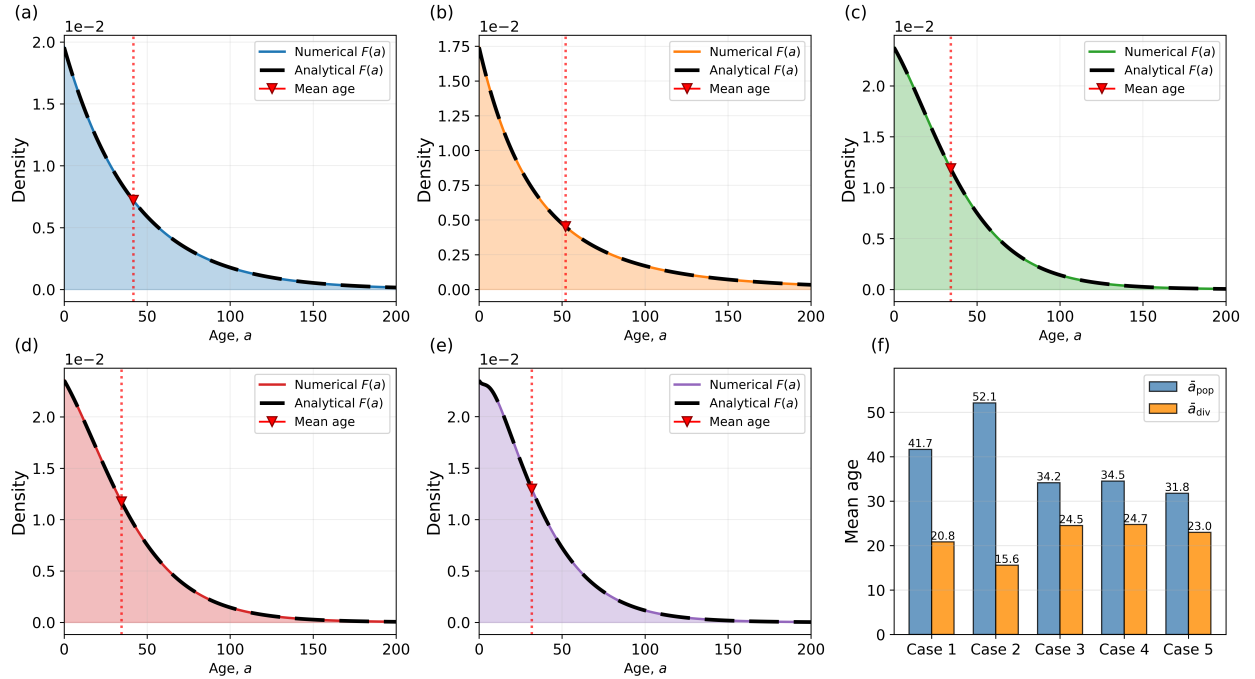 (a)
1e−2
2.0
1.5
1.0
0.5
0.0
Density
0 50 100 150 200
Age, a
Numerical F(a)
Analytical F(a)
Mean age
(b)
1e−2
1.75
1.50
1.25
1.00
0.75
0.50
0.25
0.00
Density
0 50 100 150 200
Age, a
Numerical F(a)
Analytical F(a)
Mean age
(c)
1e−2
2.0
1.5
1.0
0.5
0.0
Density
0 50 100 150 200
Age, a
Numerical F(a)
Analytical F(a)
Mean age
(d)
1e−2
2.0
1.5
1.0
0.5
0.0
Density
0 50 100 150 200
Age, a
Numerical F(a)
Analytical F(a)
Mean age
(e)
1e−2
2.0
1.5
1.0
0.5
0.0
Density
0 50 100 150 200
Age, a
Numerical F(a)
Analytical F(a)
Mean age
(f)
50
40
30
20
10
0
Mean age
ā_pop
ā_div
41.7 20.8 52.1 15.6 34.2 24.5 34.5 24.7 31.8 23.0
Case 1 Case 2 Case 3 Case 4 Case 5